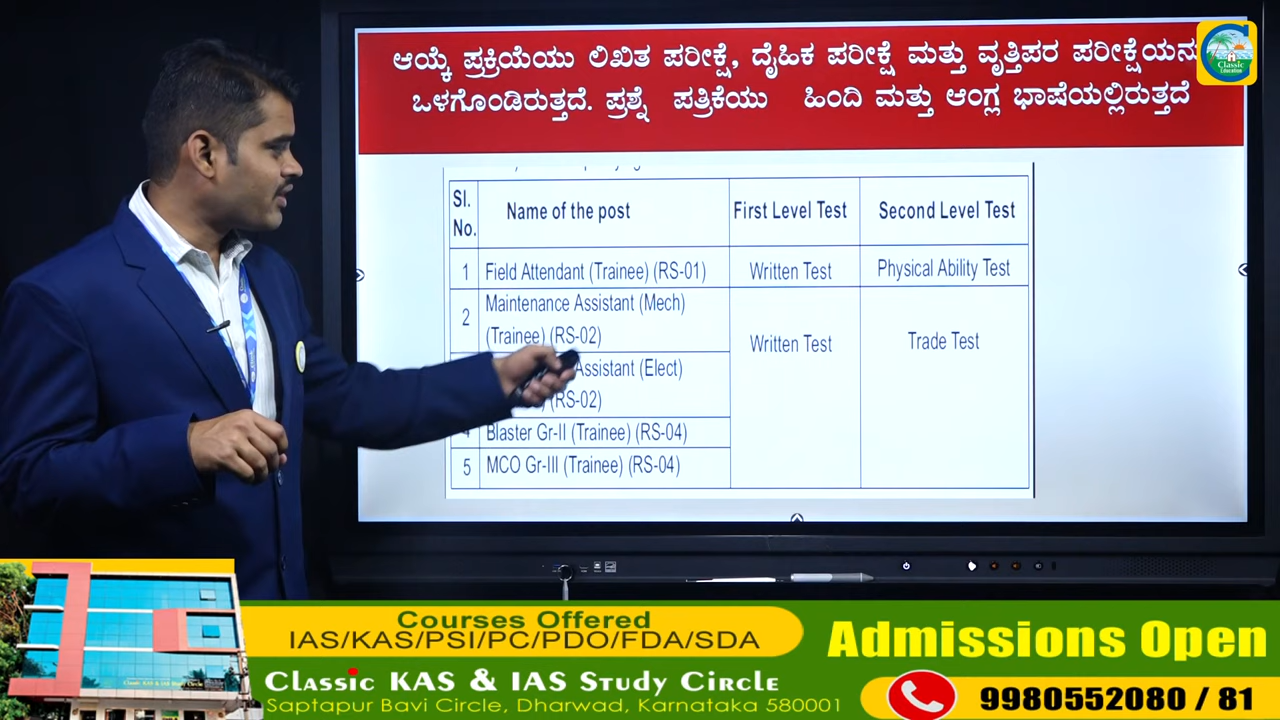 ಆಯ್ಕೆ ಪ್ರಕ್ರಿಯೆಯು ಲಿಖಿತ ಪರೀಕ್ಷೆ, ದೈಹಿಕ ಪರೀಕ್ಷೆ ಮತ್ತು ವೃತ್ತಿಪರ
ಒಳಗೊಂಡಿರುತ್ತದೆ. ಪ್ರಶ್ನೆ ಪತ್ರಿಕೆಯು ಹಿಂದಿ ಮತ್ತು ಆಂಗ್ಲ ಭಾಷೆಯಲ್ಲಿರುತ್ತದೆ
Classic
Education
Sl. No. Name of the post First Level Test Second Level Test
1 Field Attendant (Trainee) (RS-01) Written Test Physical Ability Test
2 Maintenance Assistant (Mech)
(Trainee) (RS-02) Written Test Trade Test
Assistant (Elect)
(RS-02)
Blaster Gr-II (Trainee) (RS-04)
5 MCO Gr-III (Trainee) (RS-04)
Courses Offered
IAS/KAS/PSI/PC/PDO/FDA/SDA
Classic KAS & IAS Study Circle
Saptapur Bavi Circle, Dharwad, Karnataka 580001
Admissions Open
9980552080 / 81